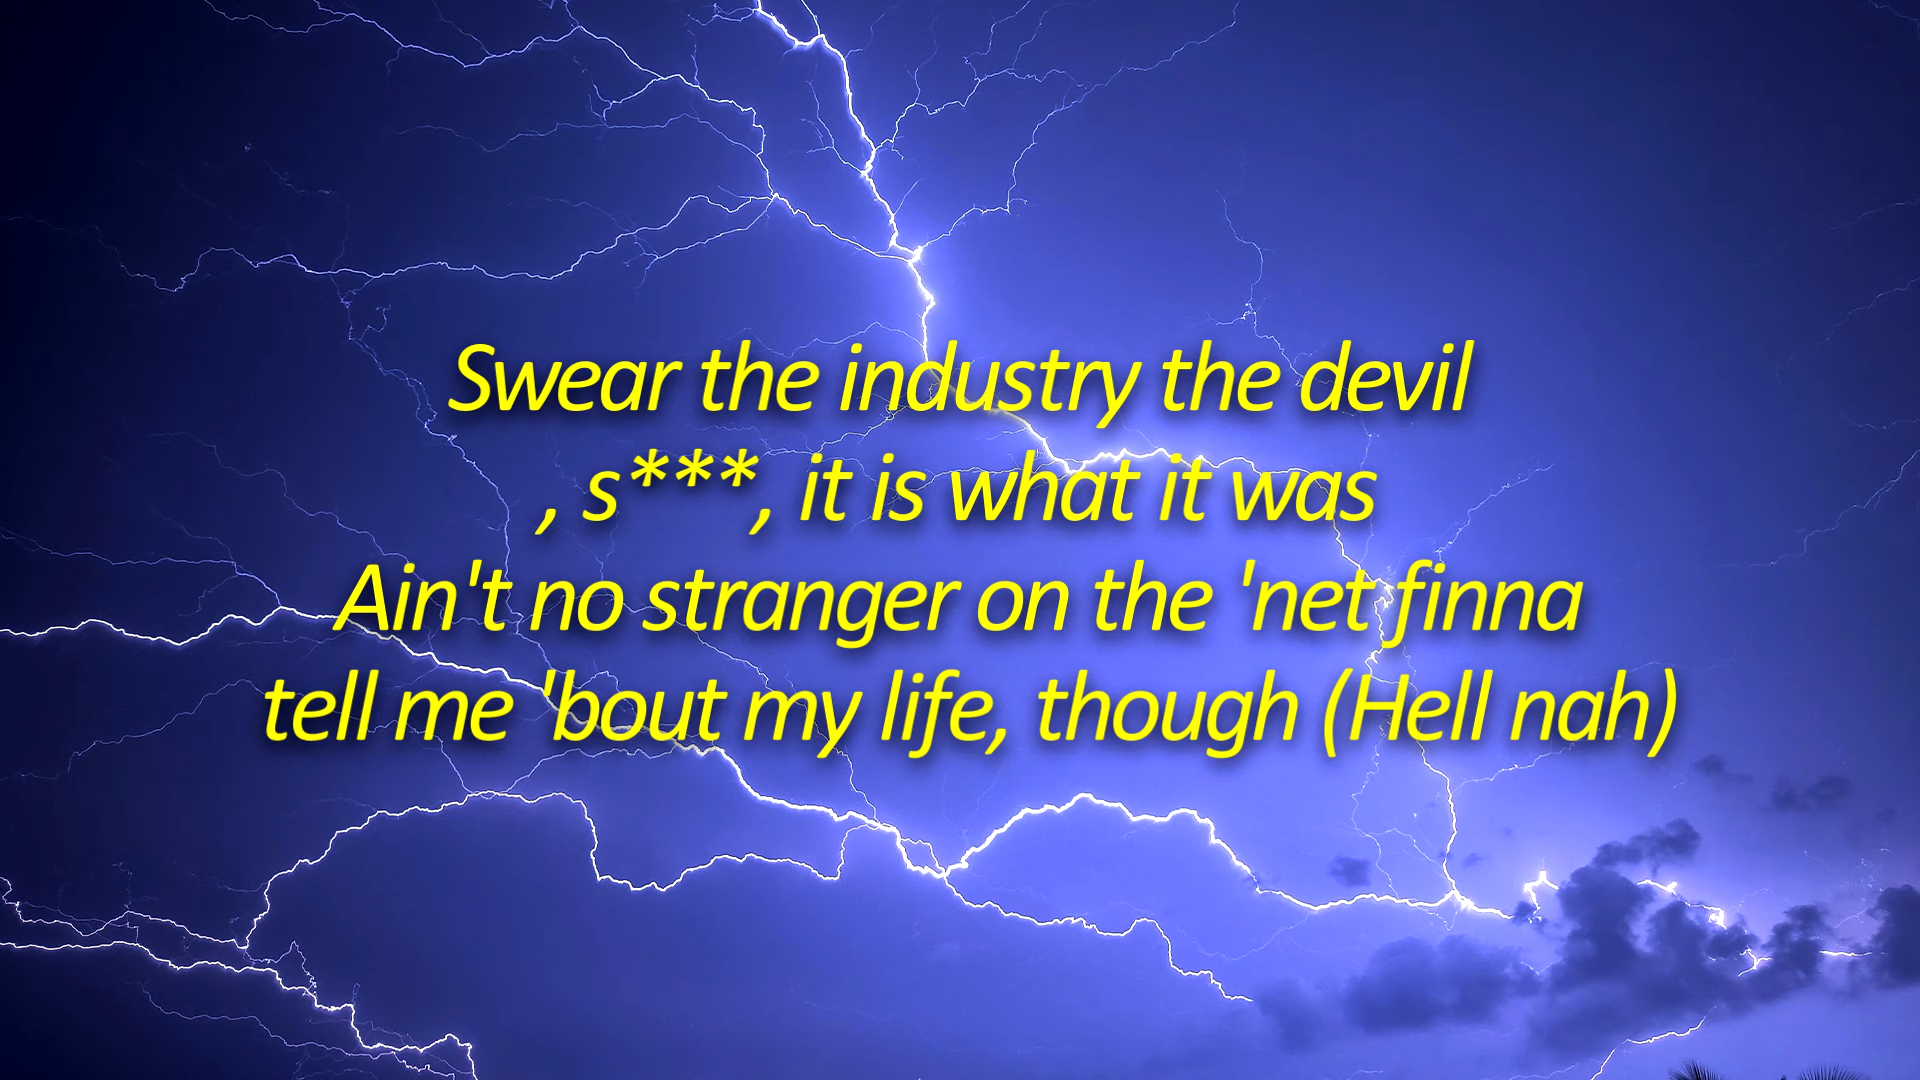 Swear the industry the devil
, s***, it is what it was
Ain't no stranger on the 'net finna
tell me 'bout my life, though (Hell nah)